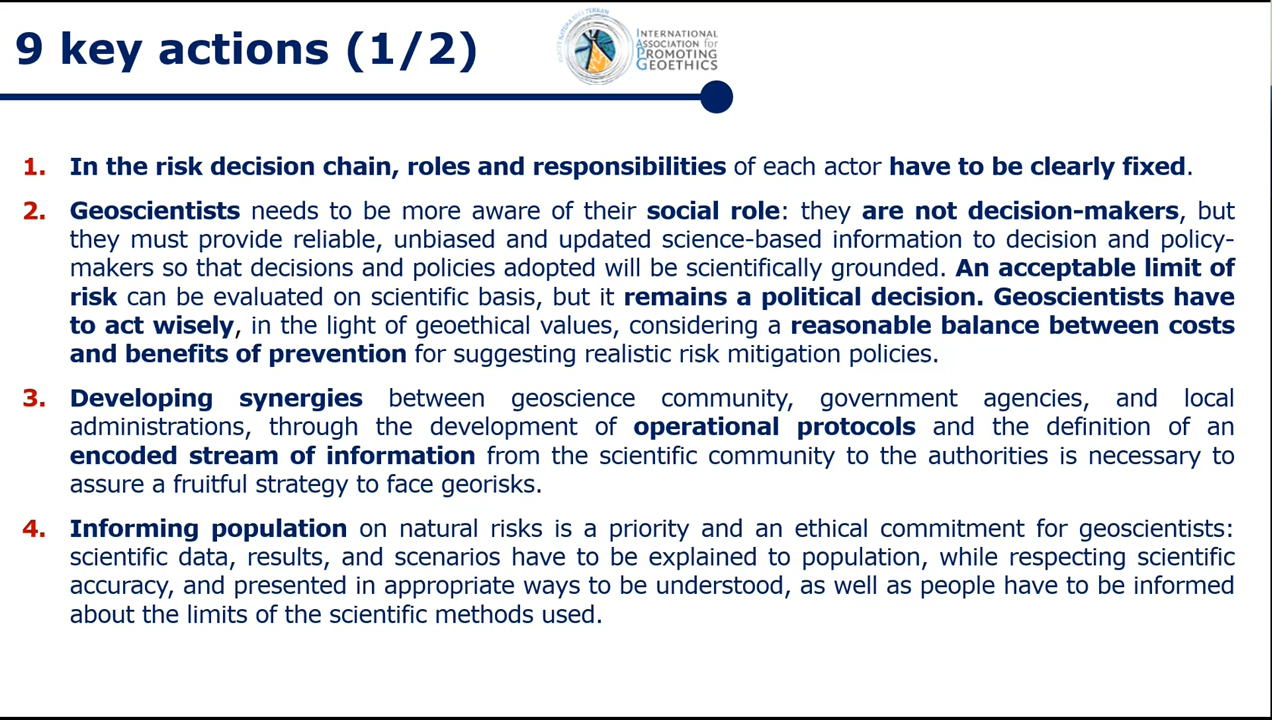 9 key actions (1/2)
INTERNATIONAL
ASSOCIATION for
PROMOTING
GEOETHICS
1. In the risk decision chain, roles and responsibilities of each actor have to be clearly fixed.
2. Geoscientists needs to be more aware of their social role: they are not decision-makers, but
they must provide reliable, unbiased and updated science-based information to decision and policy-
makers so that decisions and policies adopted will be scientifically grounded. An acceptable limit of
risk can be evaluated on scientific basis, but it remains a political decision. Geoscientists have
to act wisely, in the light of geoethical values, considering a reasonable balance between costs
and benefits of prevention for suggesting realistic risk mitigation policies.
3. Developing synergies between geoscience community, government agencies, and local
administrations, through the development of operational protocols and the definition of an
encoded stream of information from the scientific community to the authorities is necessary to
assure a fruitful strategy to face georisks.
4. Informing population on natural risks is a priority and an ethical commitment for geoscientists:
scientific data, results, and scenarios have to be explained to population, while respecting scientific
accuracy, and presented in appropriate ways to be understood, as well as people have to be informed
about the limits of the scientific methods used.